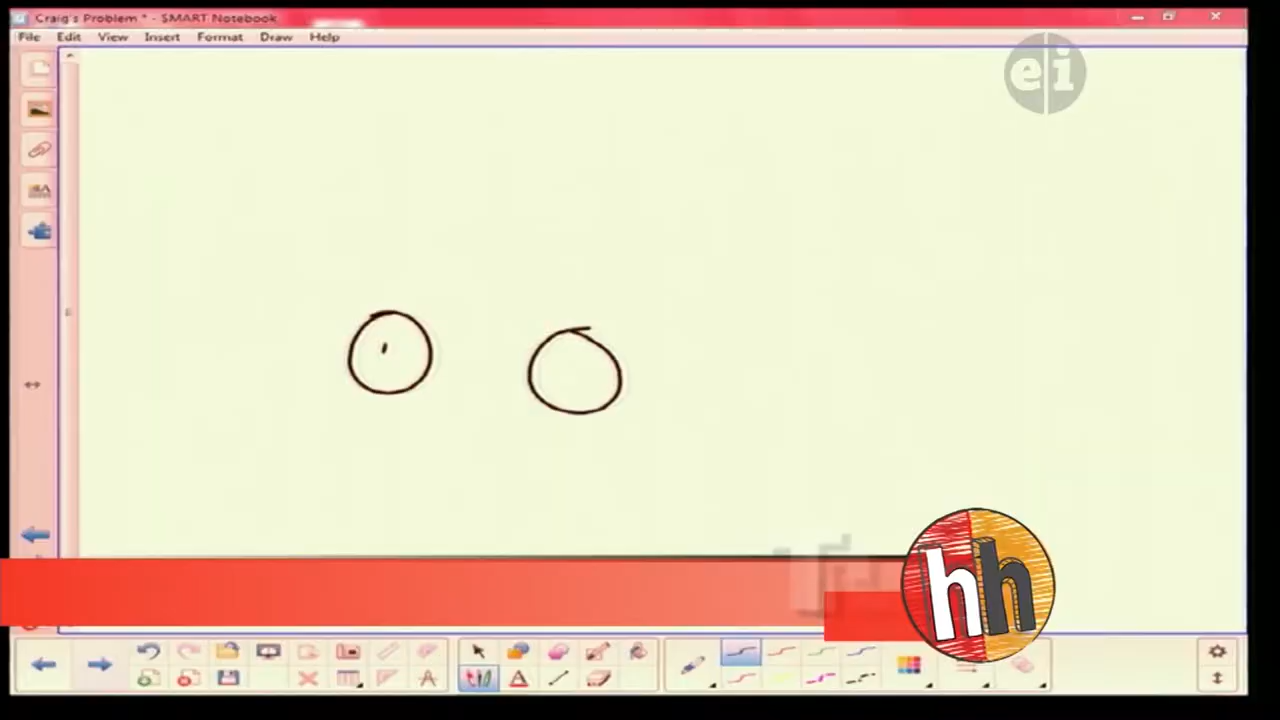 Craig's Problem * - SMART Notebook
File Edit View Insert Format Draw Help
ei
hh